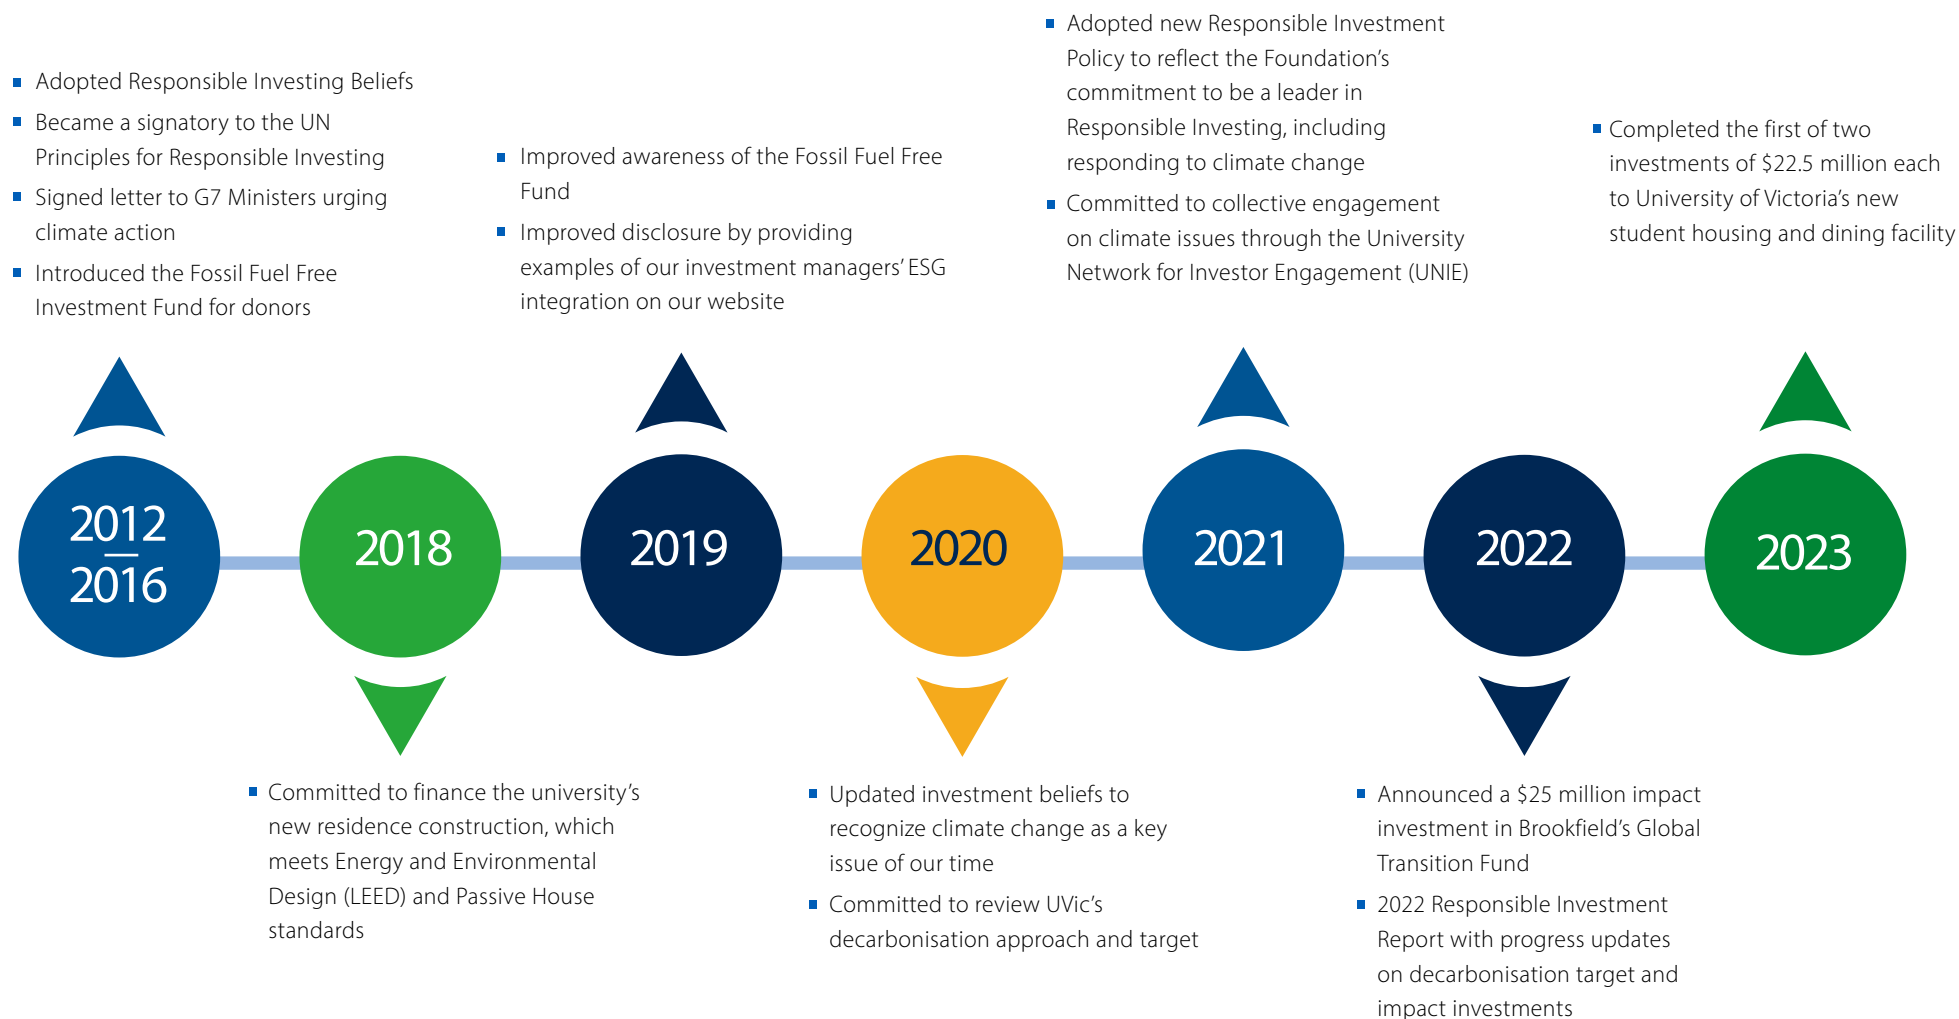 2012
2016
■ Adopted Responsible Investing Beliefs
■ Became a signatory to the UN
Principles for Responsible Investing
■ Signed letter to G7 Ministers urging
climate action
■ Introduced the Fossil Fuel Free
Investment Fund for donors
2018
■ Committed to finance the university’s
new residence construction, which
meets Energy and Environmental
Design (LEED) and Passive House
standards
2019
■ Improved awareness of the Fossil Fuel Free
Fund
■ Improved disclosure by providing
examples of our investment managers’ ESG
integration on our website
2020
■ Updated investment beliefs to
recognize climate change as a key
issue of our time
■ Committed to review UVic’s
decarbonisation approach and target
2021
■ Adopted new Responsible Investment
Policy to reflect the Foundation’s
commitment to be a leader in
Responsible Investing, including
responding to climate change
■ Committed to collective engagement
on climate issues through the University
Network for Investor Engagement (UNIE)
2022
■ Announced a $25 million impact
investment in Brookfield’s Global
Transition Fund
■ 2022 Responsible Investment
Report with progress updates
on decarbonisation target and
impact investments
2023
■ Completed the first of two
investments of $22.5 million each
to University of Victoria’s new
student housing and dining facility